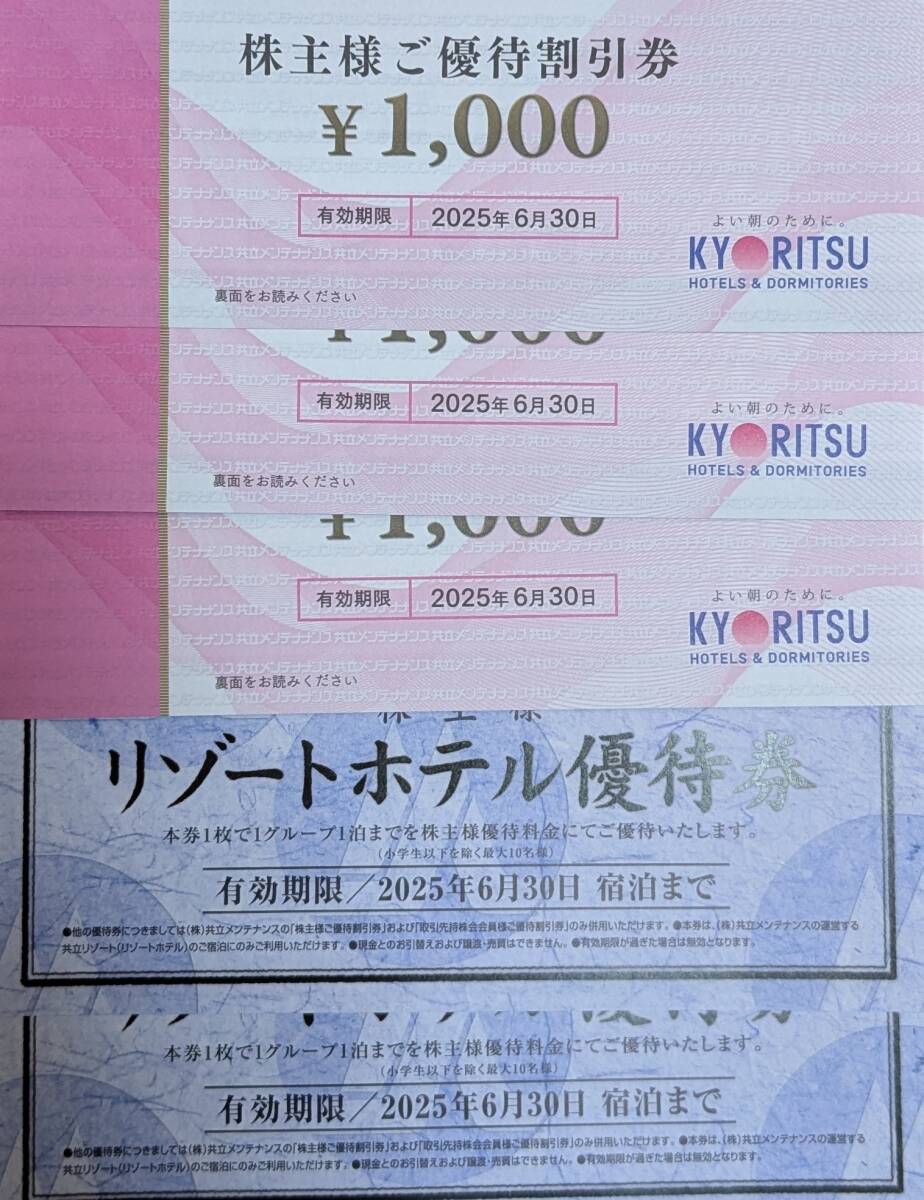 株主様ご優待割引券
¥1,000
有効期限 2025年6月30日
よい朝のために。
KYORITSU
HOTELS & DORMITORIES
裏面をお読みください
¥1,000
有効期限 2025年6月30日
よい朝のために。
KYORITSU
HOTELS & DORMITORIES
裏面をお読みください
¥1,000
有効期限 2025年6月30日
よい朝のために。
KYORITSU
HOTELS & DORMITORIES
裏面をお読みください
株主様
リゾートホテル優待券
本券1枚で1グループ1泊までを株主様優待料金にてご優待いたします。
(小学生以下を除く最大10名様)
有効期限/2025年6月30日 宿泊まで
●他の優待券につきましては(株)共立メンテナンスの「株主様ご優待割引券」および「取引先持株会会員様ご優待割引券」のみ併用いただけます。●本券は、(株)共立メンテナンスの運営する
共立リゾート(リゾートホテル)のご宿泊にのみご利用いただけます。●現金とのお引替えおよび譲渡・売買はできません。●有効期限が過ぎた場合は無効となります。
リゾートホテル優待券
本券1枚で1グループ1泊までを株主様優待料金にてご優待いたします。
(小学生以下を除く最大10名様)
有効期限/2025年6月30日 宿泊まで
●他の優待券につきましては(株)共立メンテナンスの「株主様ご優待割引券」および「取引先持株会会員様ご優待割引券」のみ併用いただけます。●本券は、(株)共立メンテナンスの運営する
共立リゾート(リゾートホテル)のご宿泊にのみご利用いただけます。●現金とのお引替えおよび譲渡・売買はできません。●有効期限が過ぎた場合は無効となります。